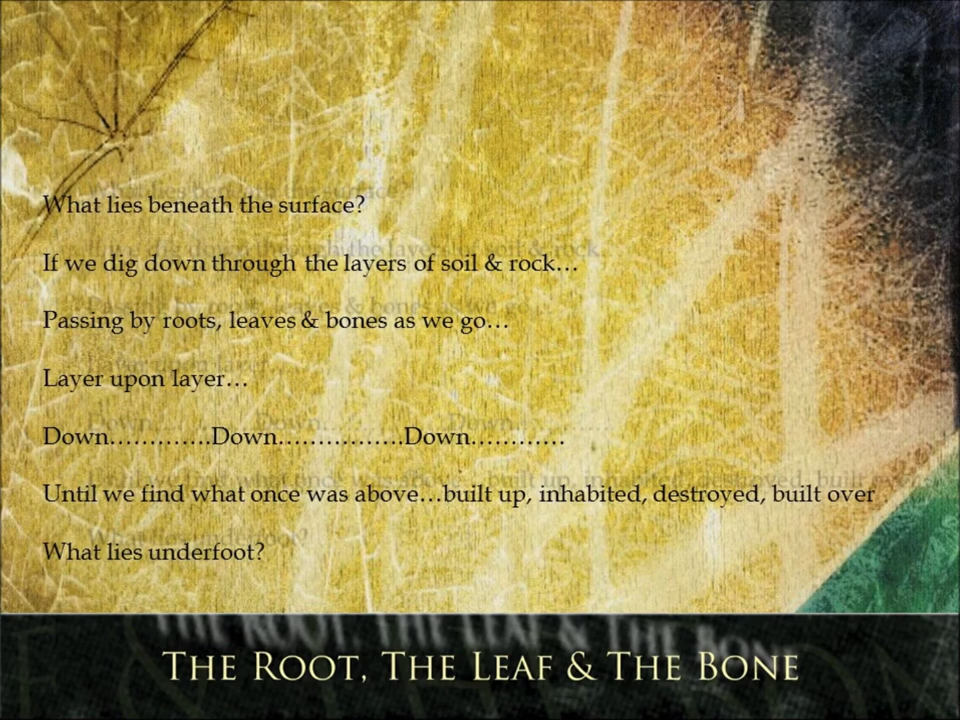 What lies beneath the surface?
If we dig down through the layers of soil & rock…
Passing by roots, leaves & bones as we go…
Layer upon layer…
Down………….Down…………….Down…………
Until we find what once was above…built up, inhabited, destroyed, built over
What lies underfoot?
THE ROOT, THE LEAF & THE BONE